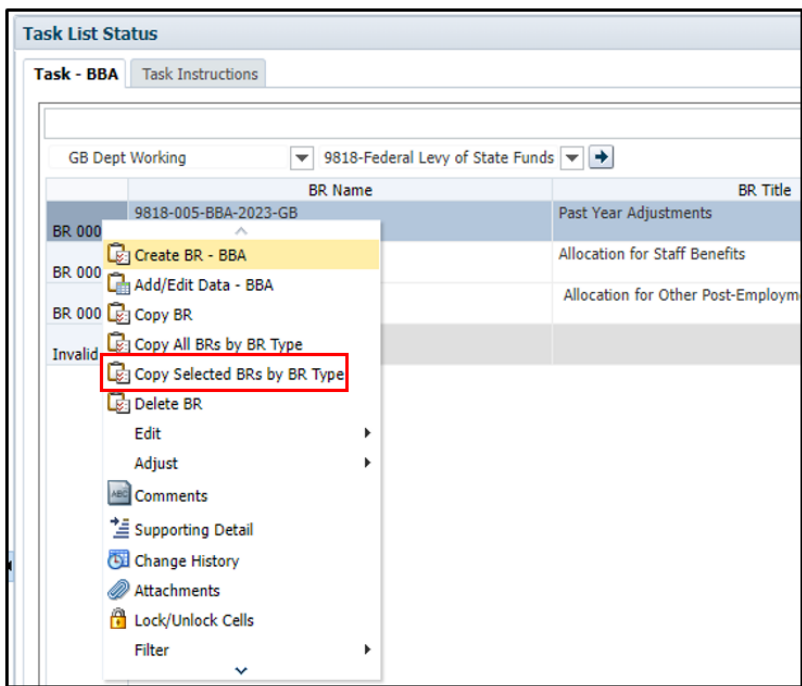 Task List Status
Task - BBA
Task Instructions
GB Dept Working
9818-Federal Levy of State Funds
BR Name
BR Title
9818-005-BBA-2023-GB
Past Year Adjustments
BR 000
Allocation for Staff Benefits
BR 000
Allocation for Other Post-Employm
BR 000
Invalid
Create BR - BBA
Add/Edit Data - BBA
Copy BR
Copy All BRs by BR Type
Copy Selected BRs by BR Type
Delete BR
Edit
Adjust
ABC
Comments
Supporting Detail
Change History
Attachments
Lock/Unlock Cells
Filter